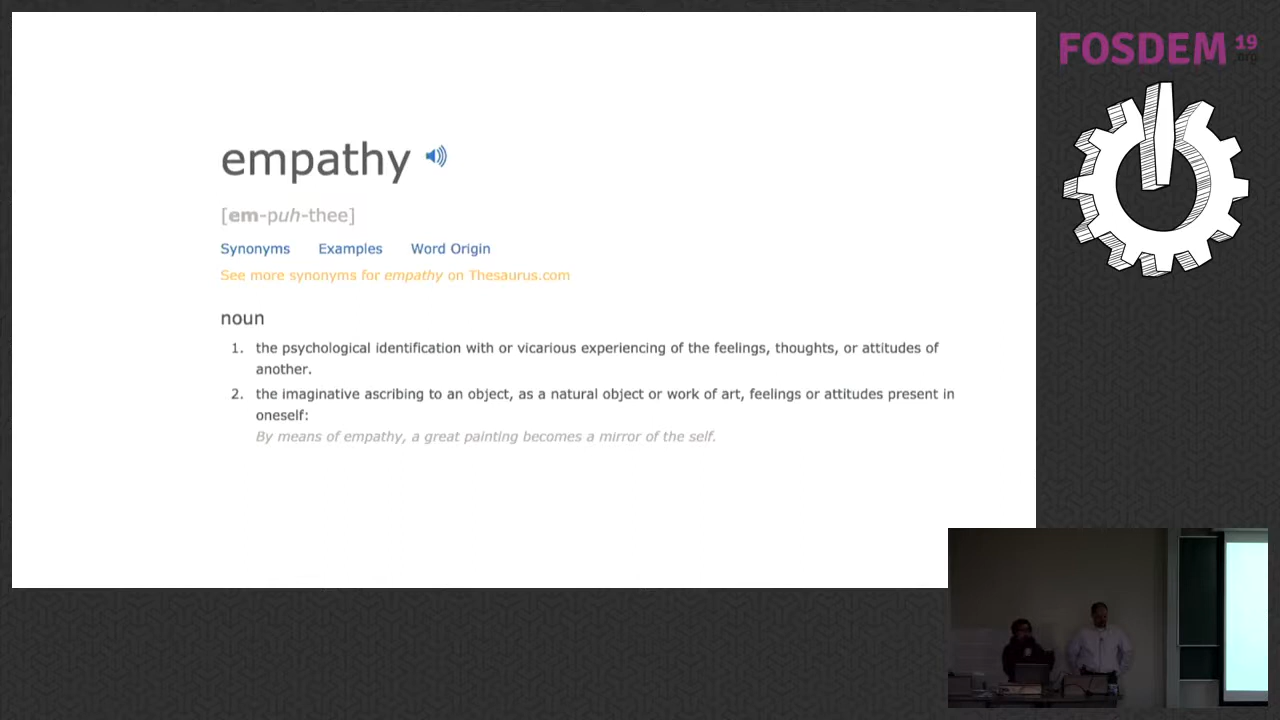 FOSDEM 19
.org
empathy
[em-puh-thee]
Synonyms Examples Word Origin
See more synonyms for empathy on Thesaurus.com
noun
1. the psychological identification with or vicarious experiencing of the feelings, thoughts, or attitudes of
another.
2. the imaginative ascribing to an object, as a natural object or work of art, feelings or attitudes present in
oneself:
By means of empathy, a great painting becomes a mirror of the self.